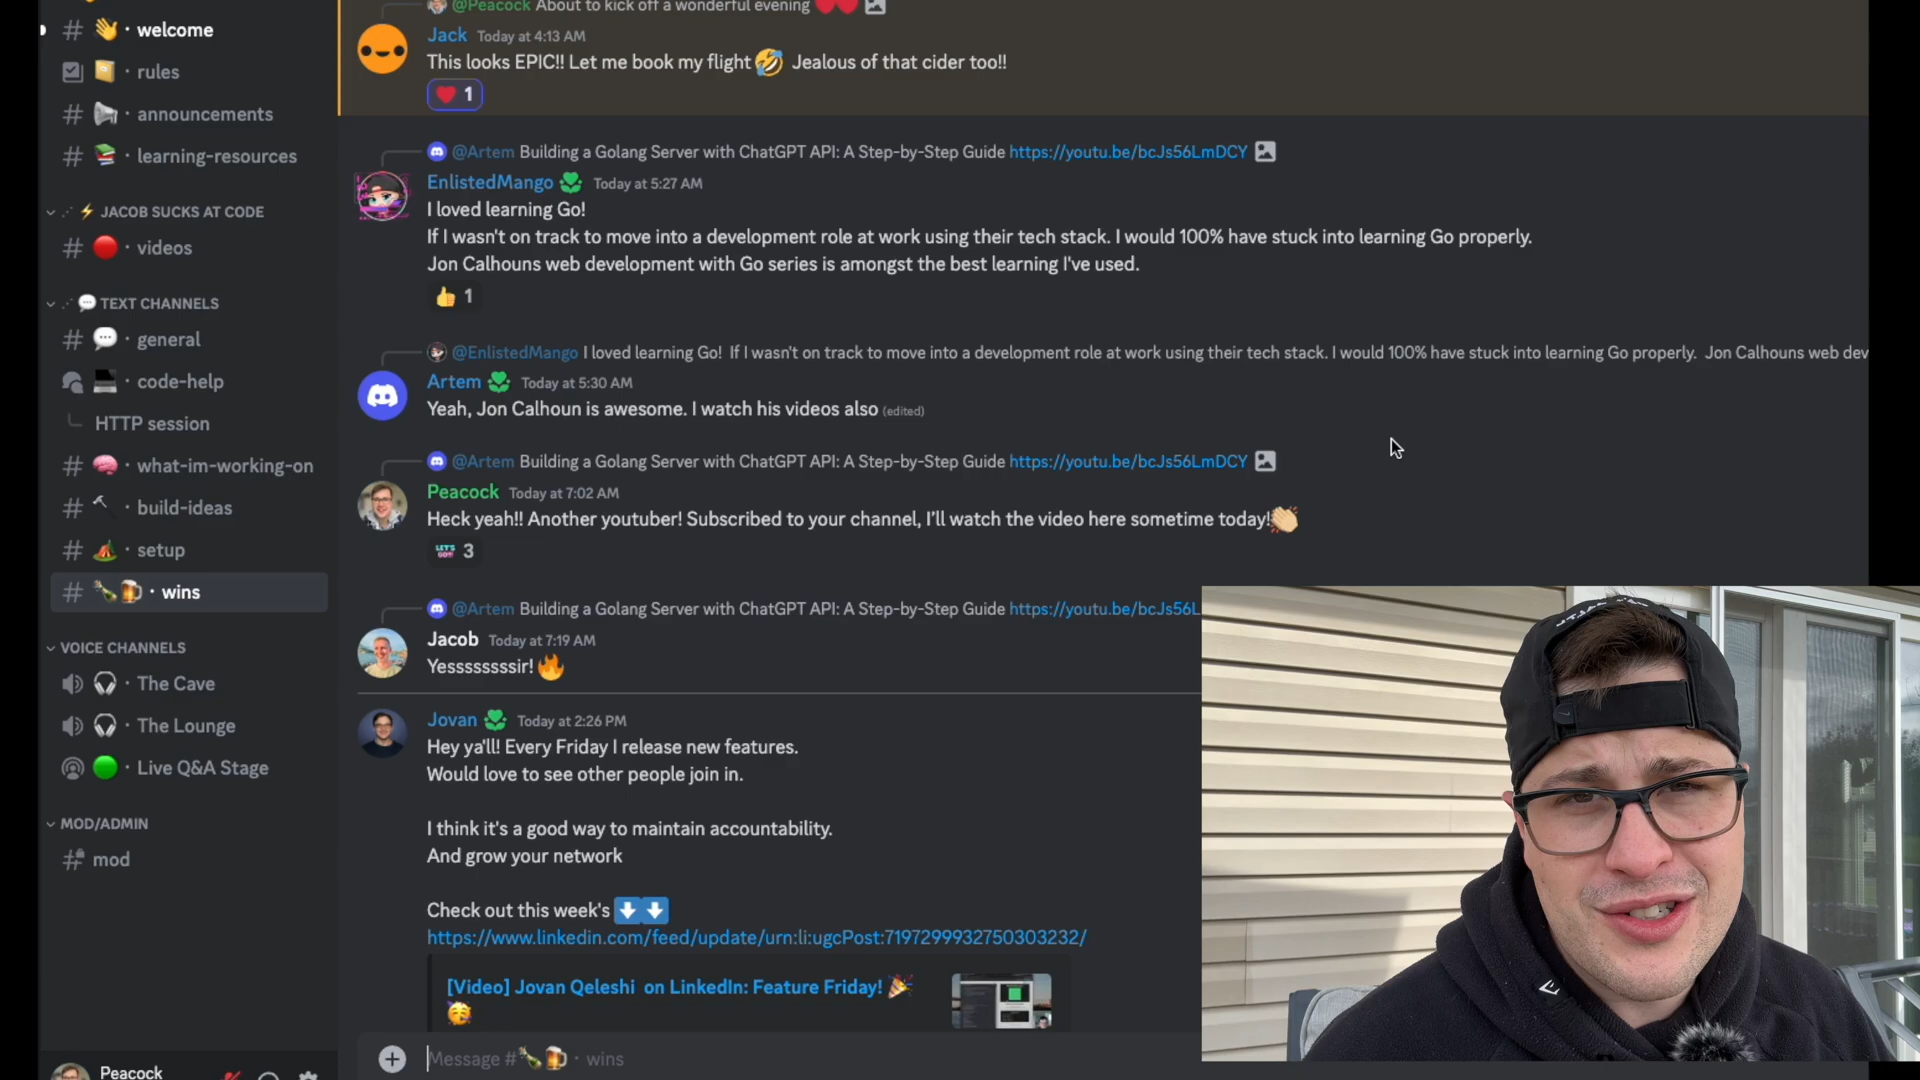 welcome
rules
announcements
learning-resources
JACOB SUCKS AT CODE
videos
TEXT CHANNELS
general
code-help
HTTP session
what-im-working-on
build-ideas
setup
wins
VOICE CHANNELS
The Cave
The Lounge
Live Q&A Stage
MOD/ADMIN
mod
Peacock
@Peacock About to kick off a wonderful evening
Jack Today at 4:13 AM
This looks EPIC!! Let me book my flight 🤣 Jealous of that cider too!!
1
@Artem Building a Golang Server with ChatGPT API: A Step-by-Step Guide https://youtu.be/bcJs56LmDCY
EnlistedMango Today at 5:27 AM
I loved learning Go!
If I wasn't on track to move into a development role at work using their tech stack. I would 100% have stuck into learning Go properly.
Jon Calhouns web development with Go series is amongst the best learning I've used.
1
@EnlistedMango I loved learning Go! If I wasn't on track to move into a development role at work using their tech stack. I would 100% have stuck into learning Go properly. Jon Calhouns web dev
Artem Today at 5:30 AM
Yeah, Jon Calhoun is awesome. I watch his videos also (edited)
@Artem Building a Golang Server with ChatGPT API: A Step-by-Step Guide https://youtu.be/bcJs56LmDCY
Peacock Today at 7:02 AM
Heck yeah!! Another youtuber! Subscribed to your channel, I'll watch the video here sometime today!👏
LET'S GO! 3
@Artem Building a Golang Server with ChatGPT API: A Step-by-Step Guide https://youtu.be/bcJs56L
Jacob Today at 7:19 AM
Yesssssssssir!🔥
Jovan Today at 2:26 PM
Hey ya'll! Every Friday I release new features.
Would love to see other people join in.
I think it's a good way to maintain accountability.
And grow your network
Check out this week's ⬇️⬇️
https://www.linkedin.com/feed/update/urn:li:ugcPost:7197299932750303232/
[Video] Jovan Qeleshi on LinkedIn: Feature Friday! 🎉
🥳
Message #🍾🍺 · wins